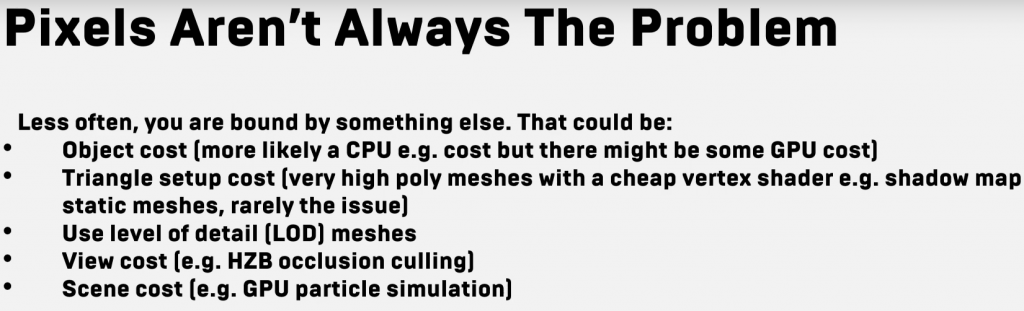 Pixels Aren’t Always The Problem
Less often, you are bound by something else. That could be:
• Object cost (more likely a CPU e.g. cost but there might be some GPU cost)
• Triangle setup cost (very high poly meshes with a cheap vertex shader e.g. shadow map
static meshes, rarely the issue)
• Use level of detail (LOD) meshes
• View cost (e.g. HZB occlusion culling)
• Scene cost (e.g. GPU particle simulation)